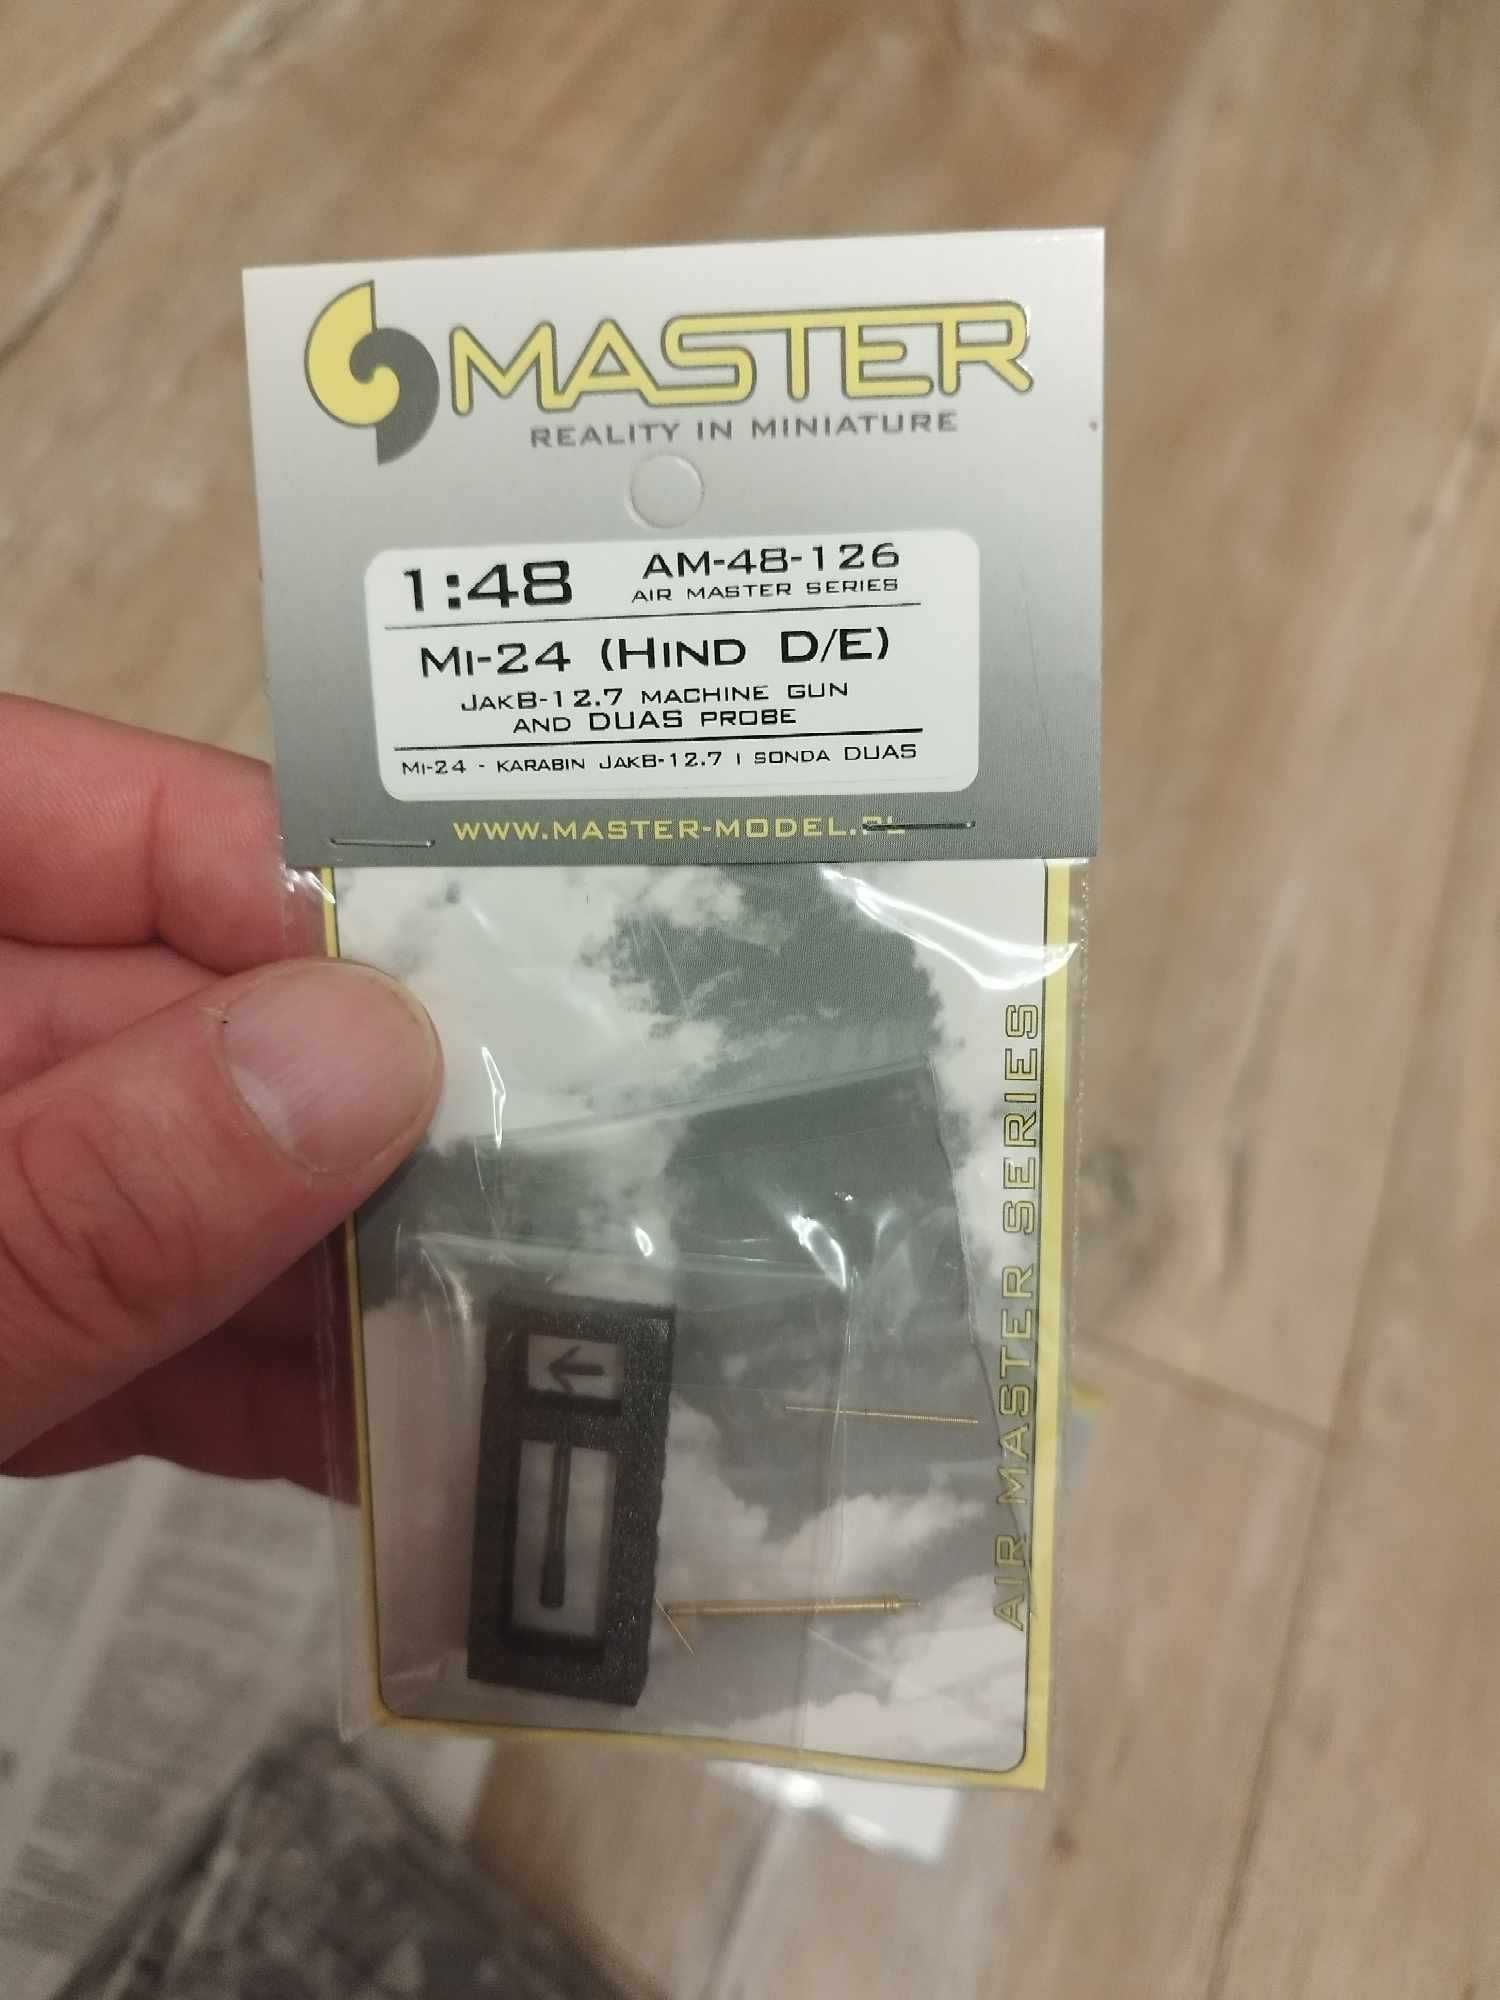 MASTER
REALITY IN MINIATURE
1:48 AM-48-126
AIR MASTER SERIES
MI-24 (HIND D/E)
JAKB-12.7 MACHINE GUN
AND DUAS PROBE
MI-24 - KARABIN JAKB-12.7 I SONDA DUAS
WWW.MASTER-MODEL.PL
AIR MASTER SERIES